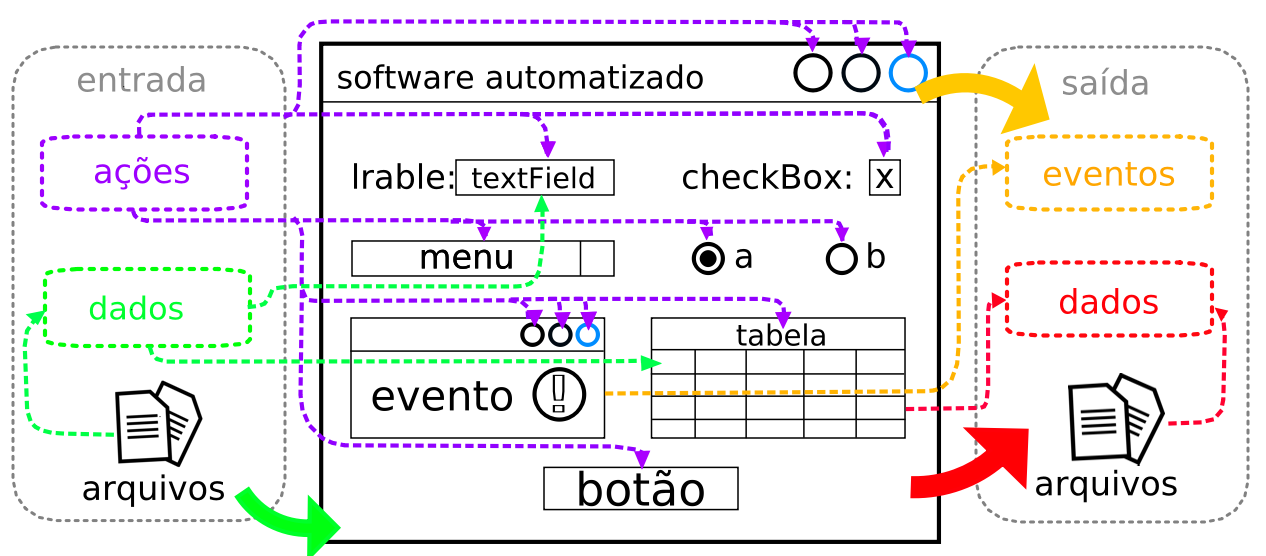 entrada
software automatizado
saída
ações
lrable:
textField
checkBox:
x
eventos
menu
a
b
dados
dados
tabela
evento
!
arquivos
botão
arquivos